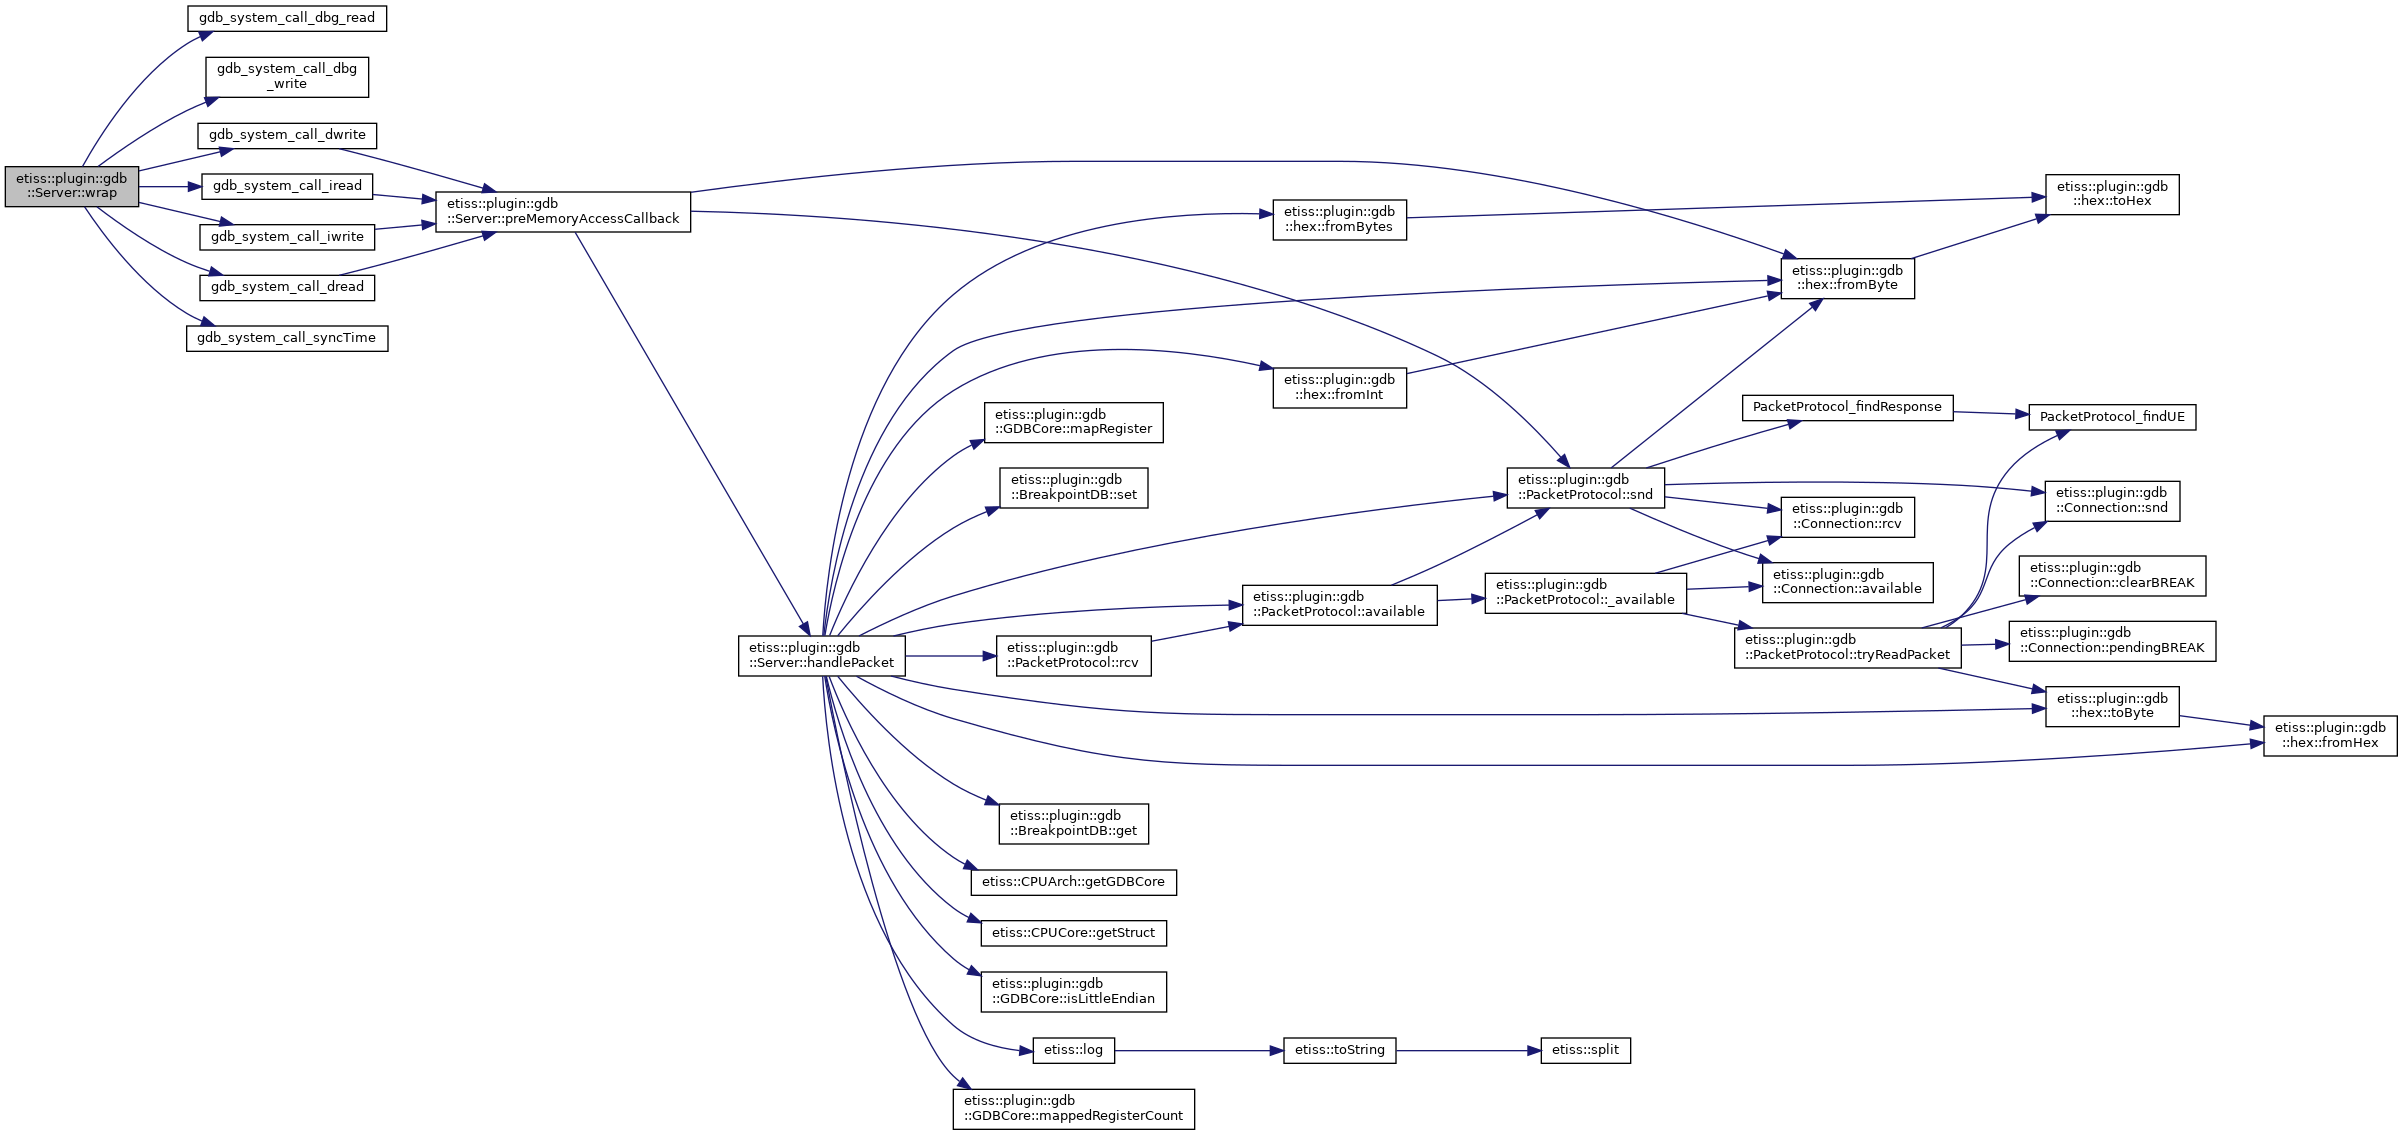 gdb_system_call_dbg_read
gdb_system_call_dbg
_write
gdb_system_call_dwrite
etiss::plugin::gdb
::Server::wrap
gdb_system_call_iread
gdb_system_call_iwrite
gdb_system_call_dread
gdb_system_call_syncTime
etiss::plugin::gdb
::Server::preMemoryAccessCallback
etiss::plugin::gdb
::Server::handlePacket
etiss::plugin::gdb
::GDBCore::mapRegister
etiss::plugin::gdb
::BreakpointDB::set
etiss::plugin::gdb
::PacketProtocol::rcv
etiss::plugin::gdb
::BreakpointDB::get
etiss::CPUArch::getGDBCore
etiss::CPUCore::getStruct
etiss::plugin::gdb
::GDBCore::isLittleEndian
etiss::log
etiss::plugin::gdb
::GDBCore::mappedRegisterCount
etiss::plugin::gdb
::hex::fromBytes
etiss::plugin::gdb
::hex::fromInt
etiss::plugin::gdb
::PacketProtocol::available
etiss::toString
etiss::plugin::gdb
::PacketProtocol::snd
etiss::plugin::gdb
::PacketProtocol::_available
etiss::split
etiss::plugin::gdb
::hex::fromByte
PacketProtocol_findResponse
etiss::plugin::gdb
::Connection::rcv
etiss::plugin::gdb
::Connection::available
etiss::plugin::gdb
::PacketProtocol::tryReadPacket
etiss::plugin::gdb
::hex::toHex
PacketProtocol_findUE
etiss::plugin::gdb
::Connection::snd
etiss::plugin::gdb
::Connection::clearBREAK
etiss::plugin::gdb
::Connection::pendingBREAK
etiss::plugin::gdb
::hex::toByte
etiss::plugin::gdb
::hex::fromHex